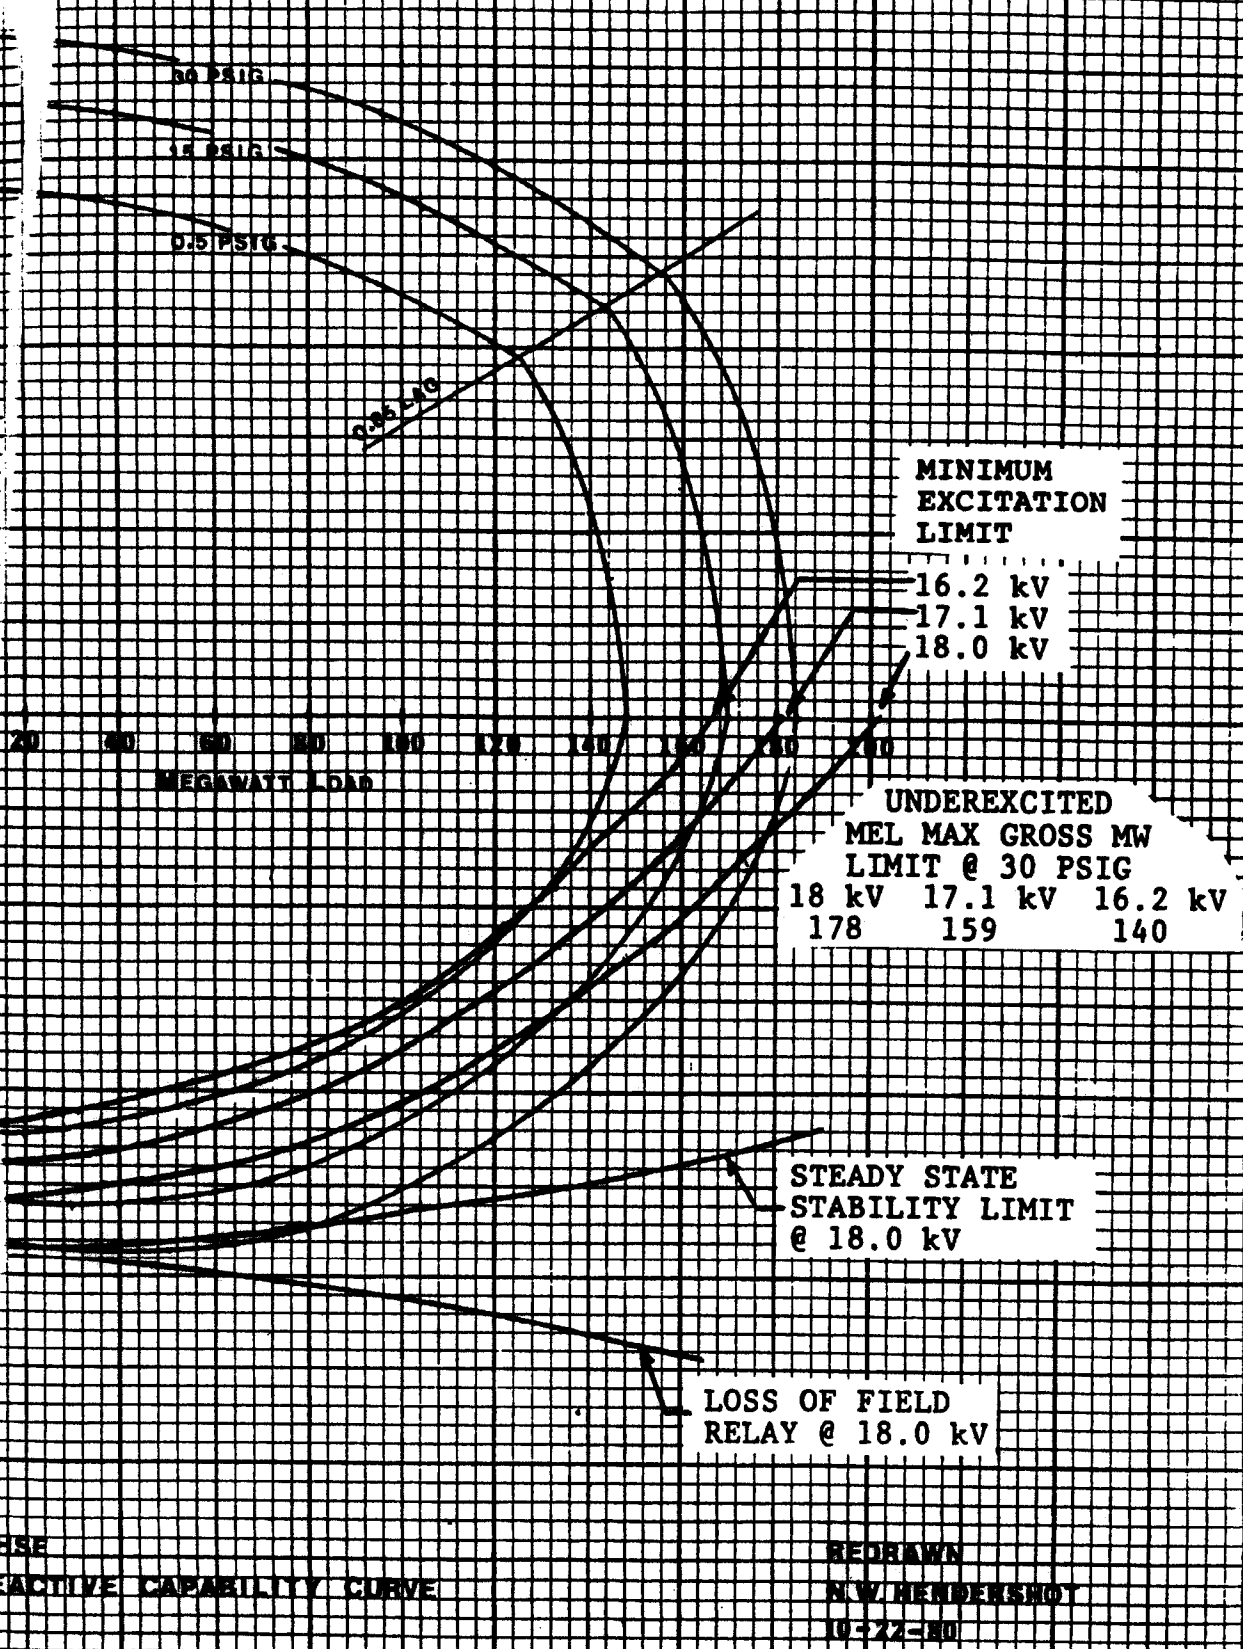 30 PSIG
15 PSIG
0.5 PSIG
0.85 LAG
MINIMUM
EXCITATION
LIMIT
16.2 kV
17.1 kV
18.0 kV
20 40 60 80 100 120 140 160 180 200
MEGAWATT LOAD
UNDEREXCITED
MEL MAX GROSS MW
LIMIT @ 30 PSIG
18 kV 17.1 kV 16.2 kV
178 159 140
STEADY STATE
STABILITY LIMIT
@ 18.0 kV
LOSS OF FIELD
RELAY @ 18.0 kV
HSE
EACTIVE CAPABILITY CURVE
REDRAWN
N.W. HENDERSHOT
10-22-80